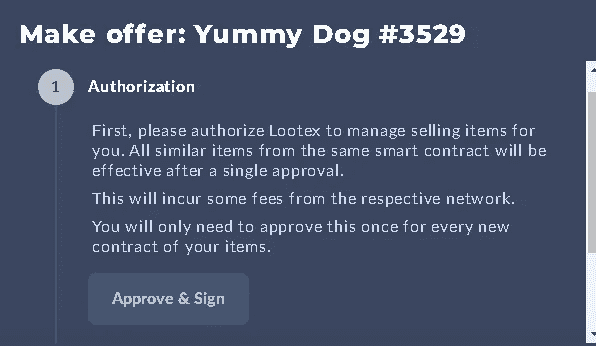 Make offer: Yummy Dog #3529
1 Authorization
First, please authorize Lootex to manage selling items for
you. All similar items from the same smart contract will be
effective after a single approval.
This will incur some fees from the respective network.
You will only need to approve this once for every new
contract of your items.
Approve & Sign